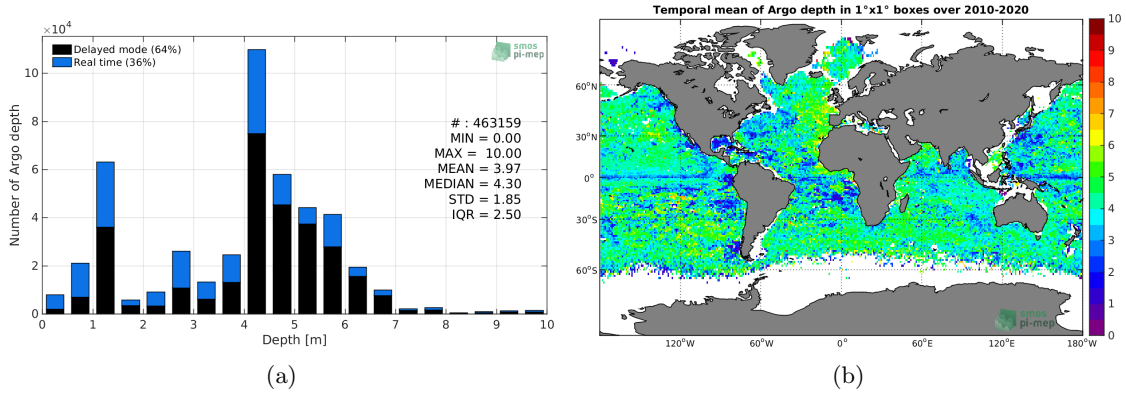 ×10⁴
Delayed mode (64%)
Real time (36%)
smos
pi-mep
# : 463159
MIN = 0.00
MAX = 10.00
MEAN = 3.97
MEDIAN = 4.30
STD = 1.85
IQR = 2.50
Number of Argo depth
10
8
6
4
2
0
0 1 2 3 4 5 6 7 8 9 10
Depth [m]
(a)
Temporal mean of Argo depth in 1°x1° boxes over 2010-2020
60°N
30°N
0°
30°S
60°S
120°W 60°W 0°
60°E 120°E 180°W
smos
pi-mep
10
9
8
7
6
5
4
3
2
1
0
(b)